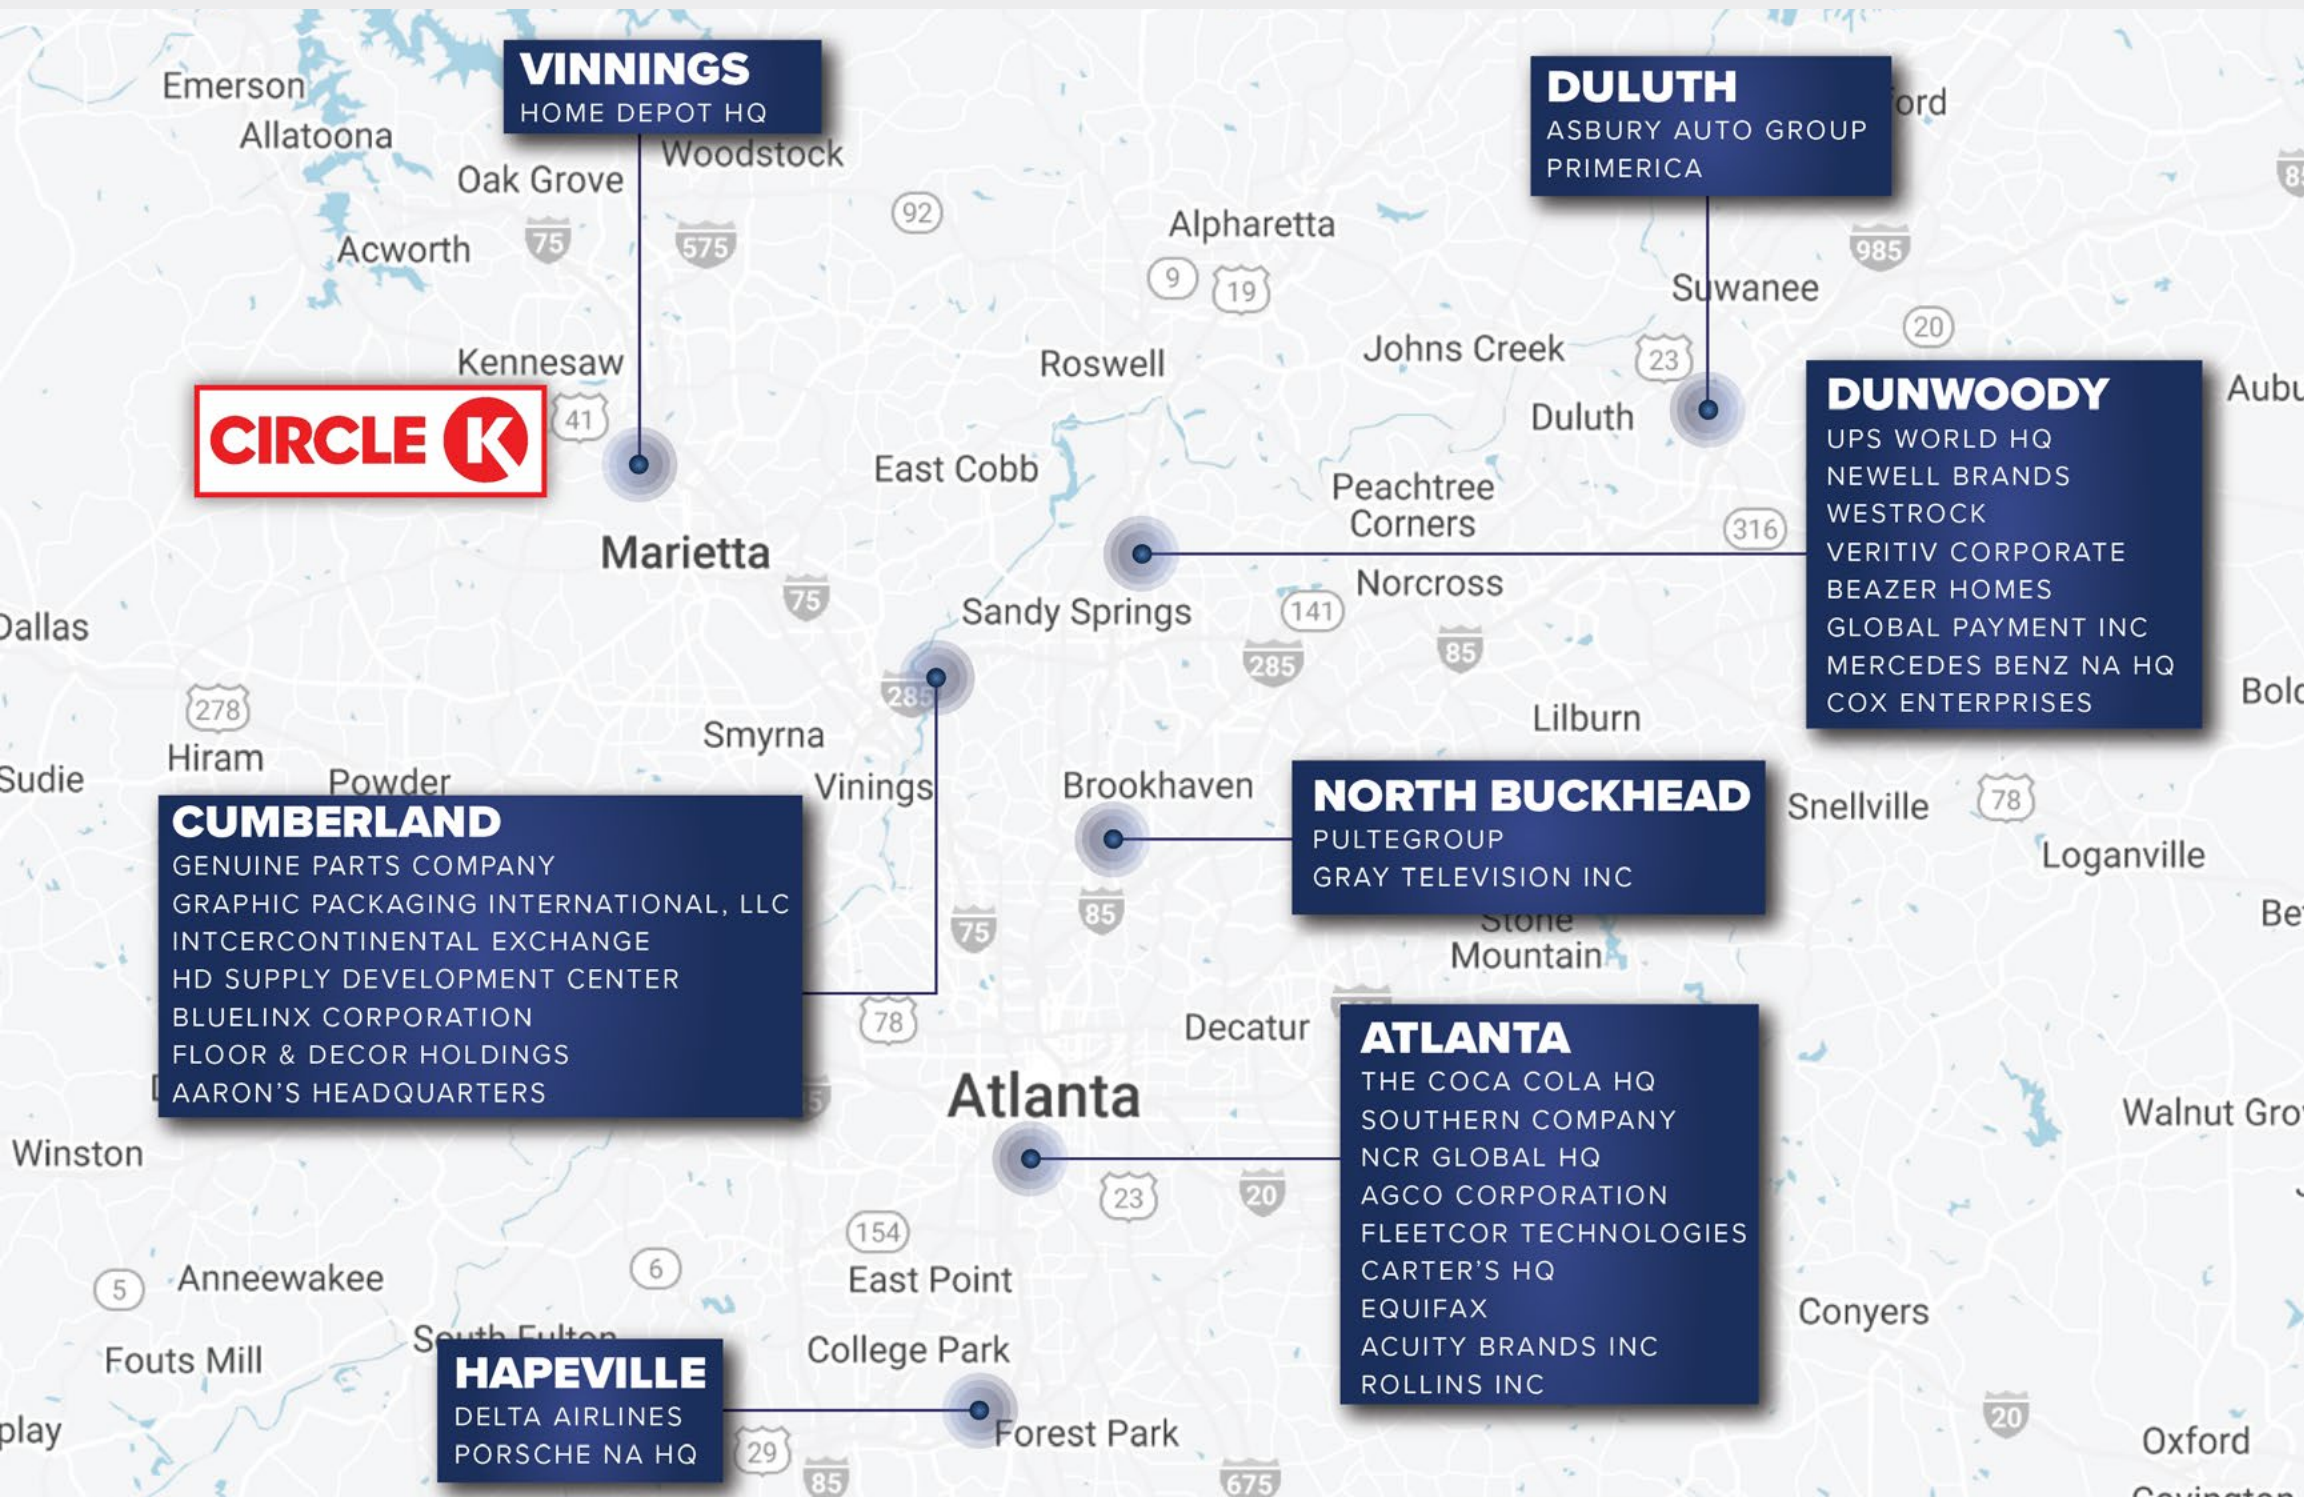 VINNINGS
HOME DEPOT HQ
DULUTH
ASBURY AUTO GROUP
PRIMERICA
Emerson
Allatoona
Woodstock
Oak Grove
92
Alpharetta
Acworth
75
575
985
9
19
Suwanee
20
Kennesaw
Roswell
Johns Creek
23
CIRCLE K
41
Duluth
DUNWOODY
UPS WORLD HQ
NEWELL BRANDS
WESTROCK
VERITIV CORPORATE
BEAZER HOMES
GLOBAL PAYMENT INC
MERCEDES BENZ NA HQ
COX ENTERPRISES
East Cobb
Peachtree
Corners
316
Marietta
75
Sandy Springs
141
Norcross
Dallas
285
285
85
278
Smyrna
Lilburn
Hiram
Powder
Vinings
Brookhaven
NORTH BUCKHEAD
PULTEGROUP
GRAY TELEVISION INC
Snellville
78
Loganville
Sudie
CUMBERLAND
GENUINE PARTS COMPANY
GRAPHIC PACKAGING INTERNATIONAL, LLC
INTCERCONTINENTAL EXCHANGE
HD SUPPLY DEVELOPMENT CENTER
BLUELINX CORPORATION
FLOOR & DECOR HOLDINGS
AARON'S HEADQUARTERS
75
85
Stone
Mountain
78
Decatur
Atlanta
ATLANTA
THE COCA COLA HQ
SOUTHERN COMPANY
NCR GLOBAL HQ
AGCO CORPORATION
FLEETCOR TECHNOLOGIES
CARTER'S HQ
EQUIFAX
ACUITY BRANDS INC
ROLLINS INC
Walnut Gro
Winston
23
20
154
5
Anneewakee
6
East Point
Conyers
South Fulton
Fouts Mill
College Park
HAPEVILLE
DELTA AIRLINES
PORSCHE NA HQ
29
Forest Park
20
Oxford
85
675